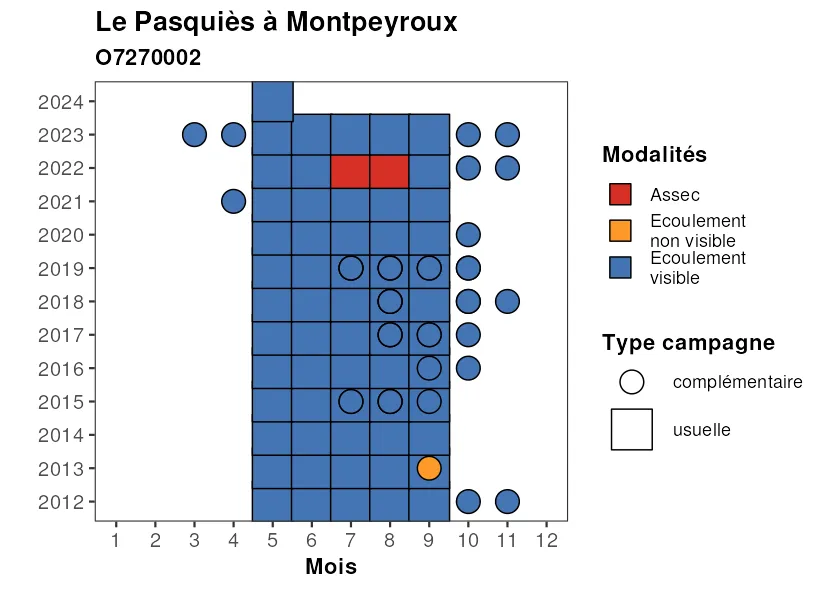 Le Pasquiès à Montpeyroux
O7270002
2024
2023
2022
2021
2020
2019
2018
2017
2016
2015
2014
2013
2012
1 2 3 4 5 6 7 8 9 10 11 12
Mois
Modalités
Assec
Ecoulement
non visible
Ecoulement
visible
Type campagne
complémentaire
usuelle